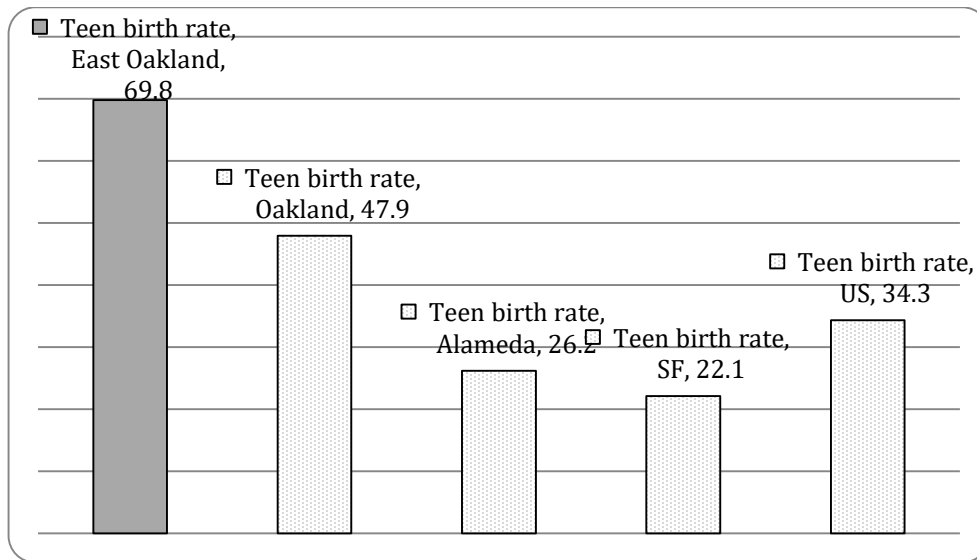 Teen birth rate,
East Oakland,
69.8
Teen birth rate,
Oakland, 47.9
Teen birth rate,
Alameda, 26.2
Teen birth rate,
SF, 22.1
Teen birth rate,
US, 34.3